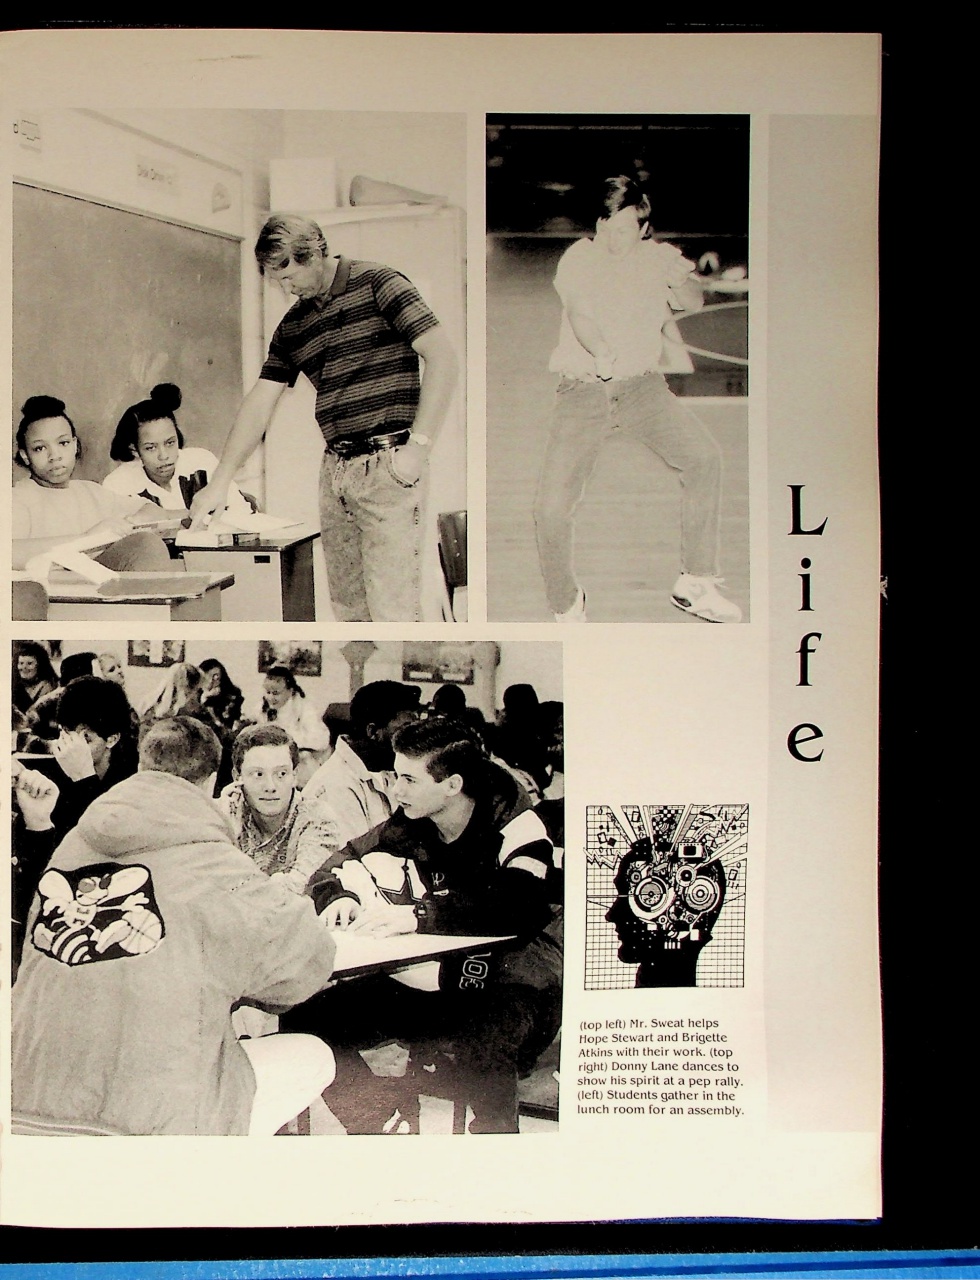 L
i
f
e
(top left) Mr. Sweat helps
Hope Stewart and Brigette
Atkins with their work. (top
right) Donny Lane dances to
show his spirit at a pep rally.
(left) Students gather in the
lunch room for an assembly.